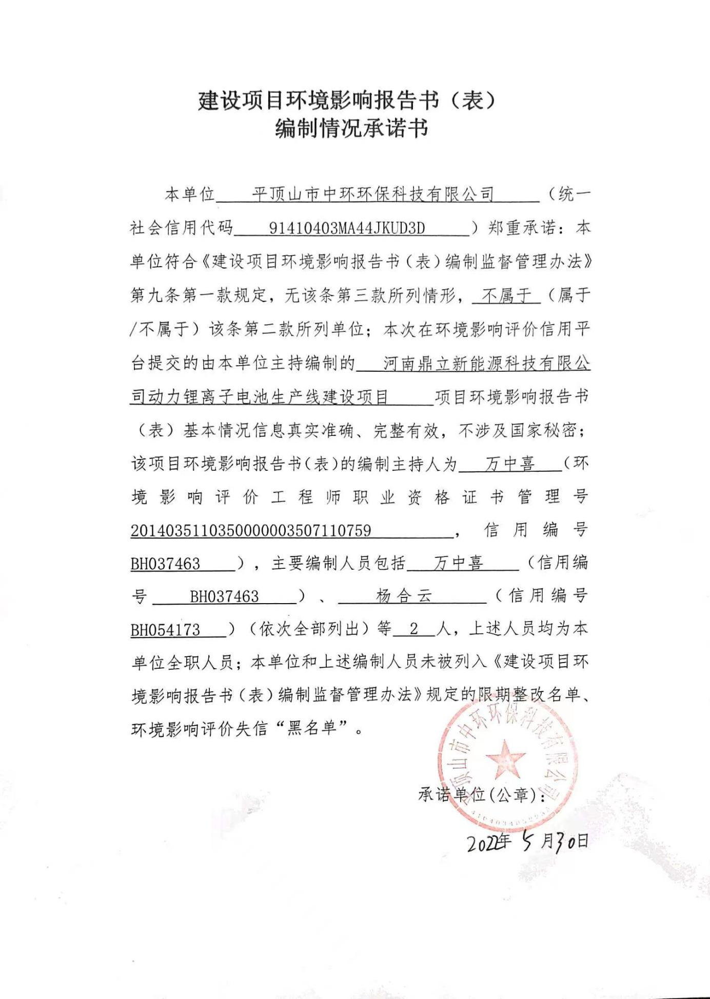 建设项目环境影响报告书（表）
编制情况承诺书
本单位 平顶山市中环环保科技有限公司 （统一
社会信用代码 91410403MA44JKUD3D ）郑重承诺：本
单位符合《建设项目环境影响报告书（表）编制监督管理办法》
第九条第一款规定，无该条第三款所列情形， 不属于 （属于
/不属于）该条第二款所列单位；本次在环境影响评价信用平
台提交的由本单位主持编制的 河南鼎立新能源科技有限公
司动力锂离子电池生产线建设项目 项目环境影响报告书
（表）基本情况信息真实准确、完整有效，不涉及国家秘密；
该项目环境影响报告书（表）的编制主持人为 万中喜 （环
境影响评价工程师职业资格证书管理号
2014035110350000003507110759 ，信用编号
BH037463 ），主要编制人员包括 万中喜 （信用编
号 BH037463 ）、 杨合云 （信用编号
BH054173 ）（依次全部列出）等 2 人，上述人员均为本
单位全职人员；本单位和上述编制人员未被列入《建设项目环
境影响报告书（表）编制监督管理办法》规定的限期整改名单、
环境影响评价失信“黑名单”。
平顶山市中环环保科技有限公司
承诺单位(公章)：
2022年 5 月30日